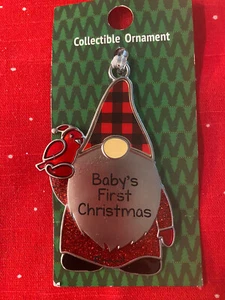 Collectible Ornament
Baby's
First
Christmas